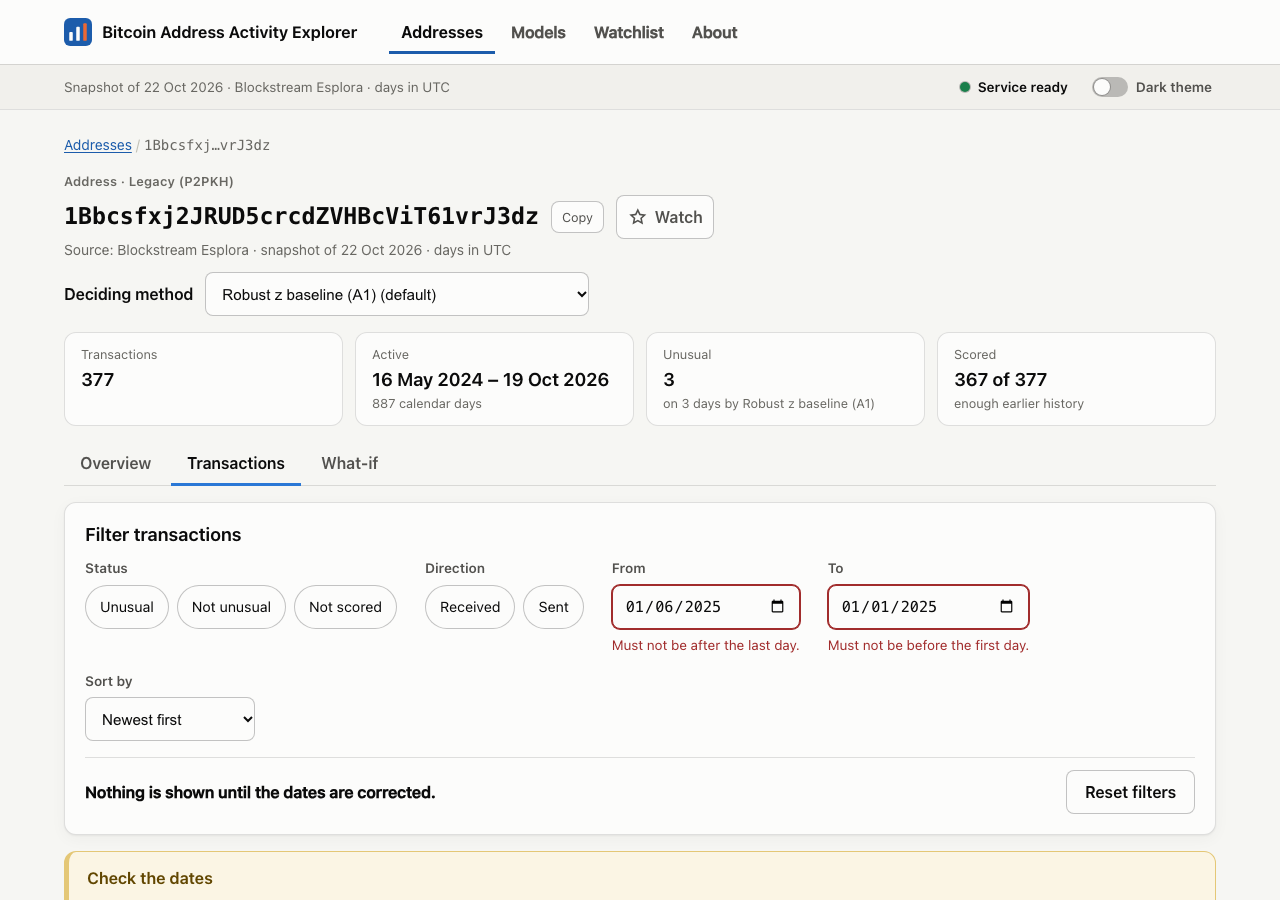 Bitcoin Address Activity Explorer
Addresses
Models
Watchlist
About
Snapshot of 22 Oct 2026 · Blockstream Esplora · days in UTC
Service ready
Dark theme
Addresses / 1Bbcsfxj…vrJ3dz
Address · Legacy (P2PKH)
1Bbcsfxj2JRUD5crcdZVHBcViT61vrJ3dz
Copy
Watch
Source: Blockstream Esplora · snapshot of 22 Oct 2026 · days in UTC
Deciding method
Robust z baseline (A1) (default)
Transactions
377
Active
16 May 2024 – 19 Oct 2026
887 calendar days
Unusual
3
on 3 days by Robust z baseline (A1)
Scored
367 of 377
enough earlier history
Overview
Transactions
What-if
Filter transactions
Status
Unusual
Not unusual
Not scored
Direction
Received
Sent
From
01/06/2025
Must not be after the last day.
To
01/01/2025
Must not be before the first day.
Sort by
Newest first
Nothing is shown until the dates are corrected.
Reset filters
Check the dates